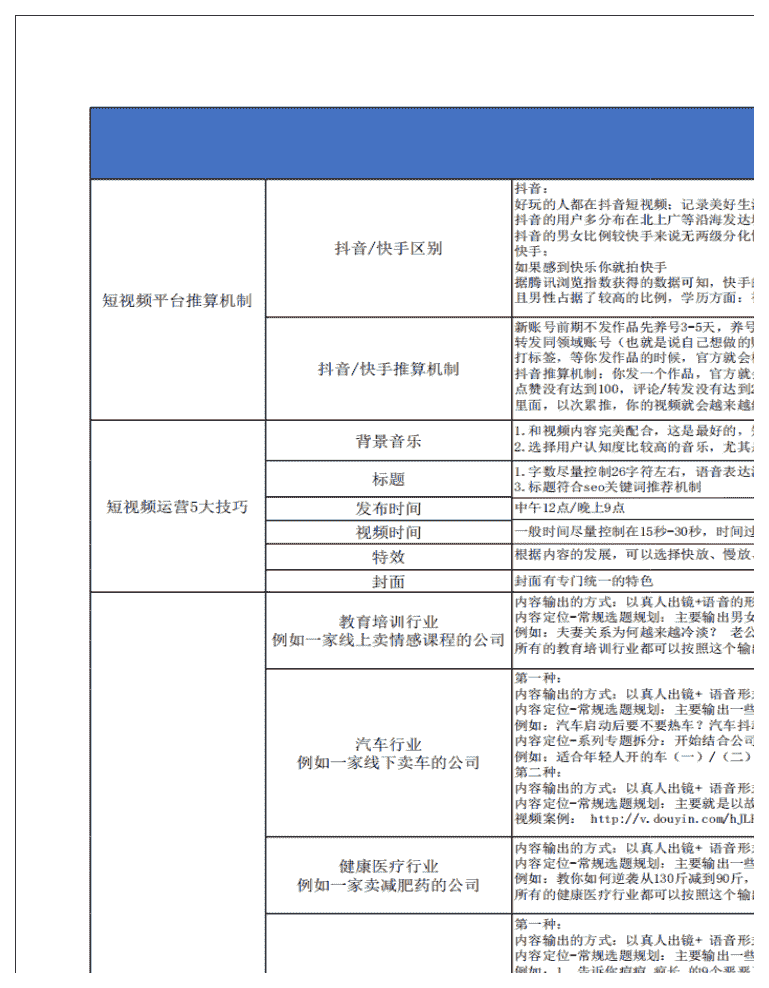 短视频平台推算机制
抖音/快手区别
抖音：
好玩的人都在抖音短视频；记录美好生
抖音的用户多分布在北上广等沿海发达
抖音的男女比例较快手来说无两级分化
快手：
如果感到快乐你就拍快手
据腾讯浏览指数获得的数据可知，快手
且男性占据了较高的比例，学历方面：
抖音/快手推算机制
新账号前期不发作品先养号3-5天，养号
转发同领域账号（也就是说自己想做的
打标签，等你发作品的时候，官方就会
抖音推算机制：你发一个作品，官方就
点赞没有达到100，评论/转发没有达到
里面，以次累推，你的视频就会越来越
短视频运营5大技巧
背景音乐
1.和视频内容完美配合，这是最好的，
2.选择用户认知度比较高的音乐，尤其
标题
1.字数尽量控制26字符左右，语音表达
3.标题符合seo关键词推荐机制
发布时间
中午12点/晚上9点
视频时间
一般时间尽量控制在15秒-30秒，时间过
特效
根据内容的发展，可以选择快放、慢放、
封面
封面有专门统一的特色
教育培训行业
例如一家线上卖情感课程的公司
内容输出的方式：以真人出镜+语音的形
内容定位-常规选题规划：主要输出男女
例如：夫妻关系为何越来越冷淡？ 老公
所有的教育培训行业都可以按照这个输
汽车行业
例如一家线下卖车的公司
第一种：
内容输出的方式：以真人出镜+ 语音形
内容定位-常规选题规划：主要输出一些
例如：汽车启动后要不要热车？汽车抖
内容定位-系列专题拆分：开始结合公司
例如：适合年轻人开的车（一）/（二）
第二种：
内容输出的方式：以真人出镜+ 语音形
内容定位-常规选题规划：主要就是以故
视频案例： http://v.douyin.com/hJL
健康医疗行业
例如一家卖减肥药的公司
内容输出的方式：以真人出镜+ 语音形
内容定位-常规选题规划：主要输出一些
例如：教你如何逆袭从130斤减到90斤，
所有的健康医疗行业都可以按照这个输
第一种：
内容输出的方式：以真人出镜+ 语音形
内容定位-常规选题规划：主要输出一些